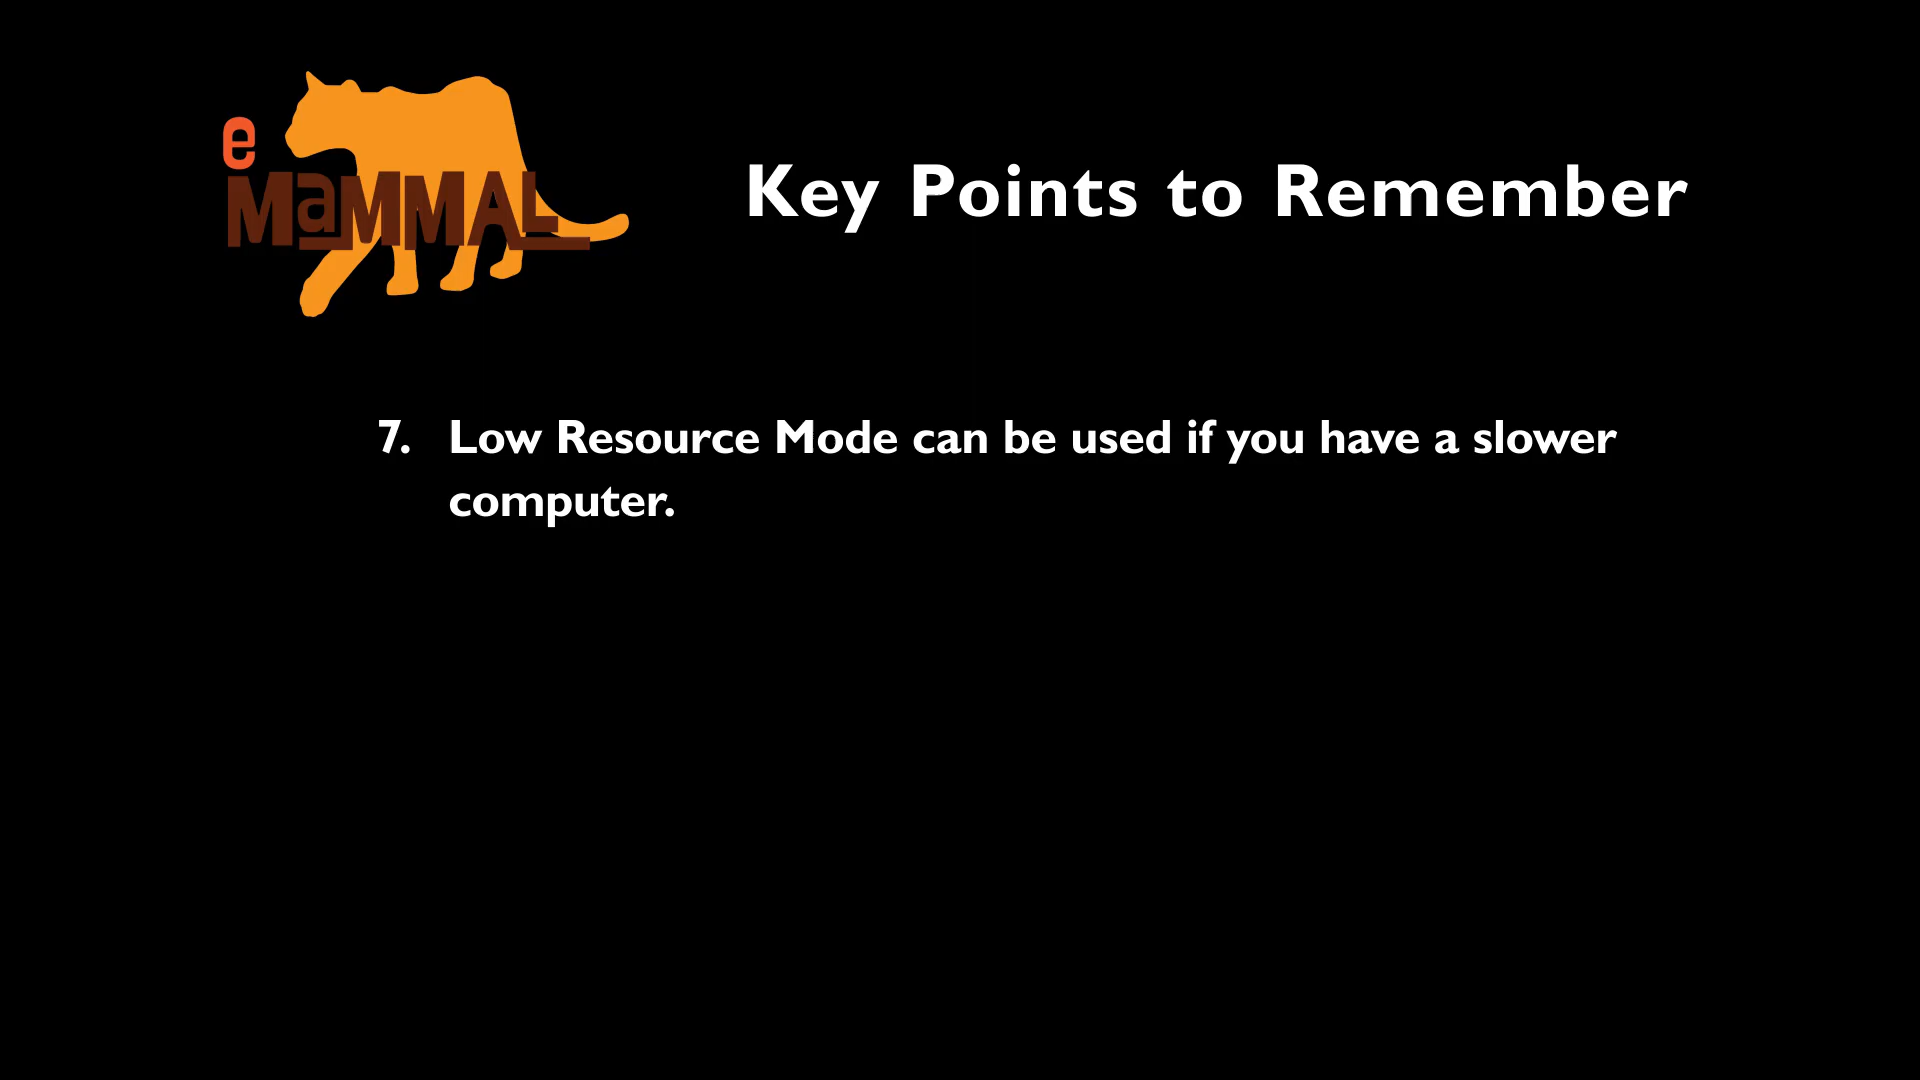 e
MaMMAL
Key Points to Remember
7. Low Resource Mode can be used if you have a slower
computer.